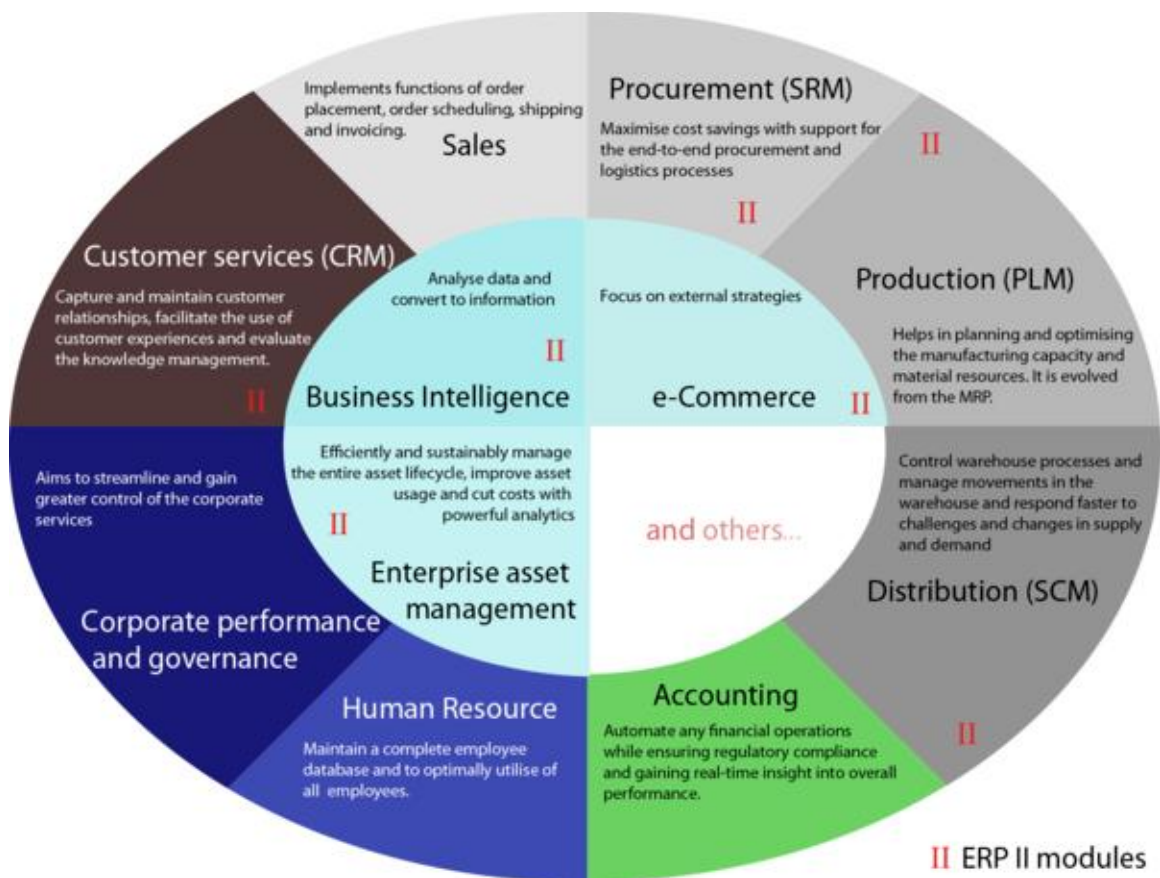 Implements functions of order
placement, order scheduling, shipping
and invoicing.
Sales
Procurement (SRM)
Maximise cost savings with support for
the end-to-end procurement and
logistics processes
II
II
Customer services (CRM)
Capture and maintain customer
relationships, facilitate the use of
customer experiences and evaluate
the knowledge management.
II
Analyse data and
convert to information
II
Business Intelligence
Focus on external strategies
e-Commerce
II
Production (PLM)
Helps in planning and optimising
the manufacturing capacity and
material resources. It is evolved
from the MRP.
Aims to streamline and gain
greater control of the corporate
services
Corporate performance
and governance
Efficiently and sustainably manage
the entire asset lifecycle, improve asset
usage and cut costs with
powerful analytics
II
Enterprise asset
management
and others...
Control warehouse processes and
manage movements in the
warehouse and respond faster to
challenges and changes in supply
and demand
Distribution (SCM)
II
Human Resource
Maintain a complete employee
database and to optimally utilise of
all employees.
Accounting
Automate any financial operations
while ensuring regulatory compliance
and gaining real-time insight into overall
performance.
II ERP II modules